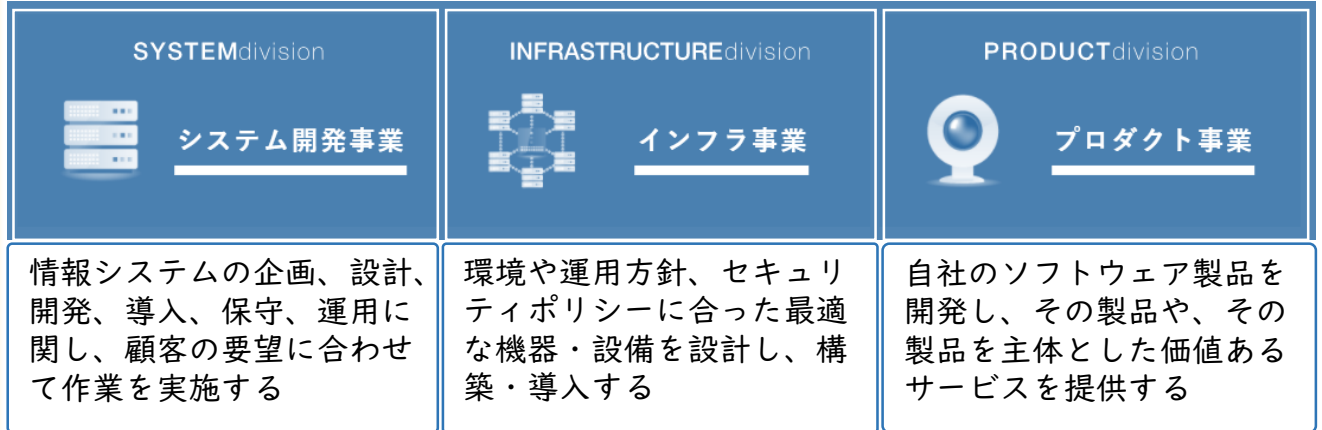 SYSTEMdivision
システム開発事業
情報システムの企画、設計、
開発、導入、保守、運用に
関し、顧客の要望に合わせ
て作業を実施する
INFRASTRUCTUREdivision
インフラ事業
環境や運用方針、セキュリ
ティポリシーに合った最適
な機器・設備を設計し、構
築・導入する
PRODUCTdivision
プロダクト事業
自社のソフトウェア製品を
開発し、その製品や、その
製品を主体とした価値ある
サービスを提供する